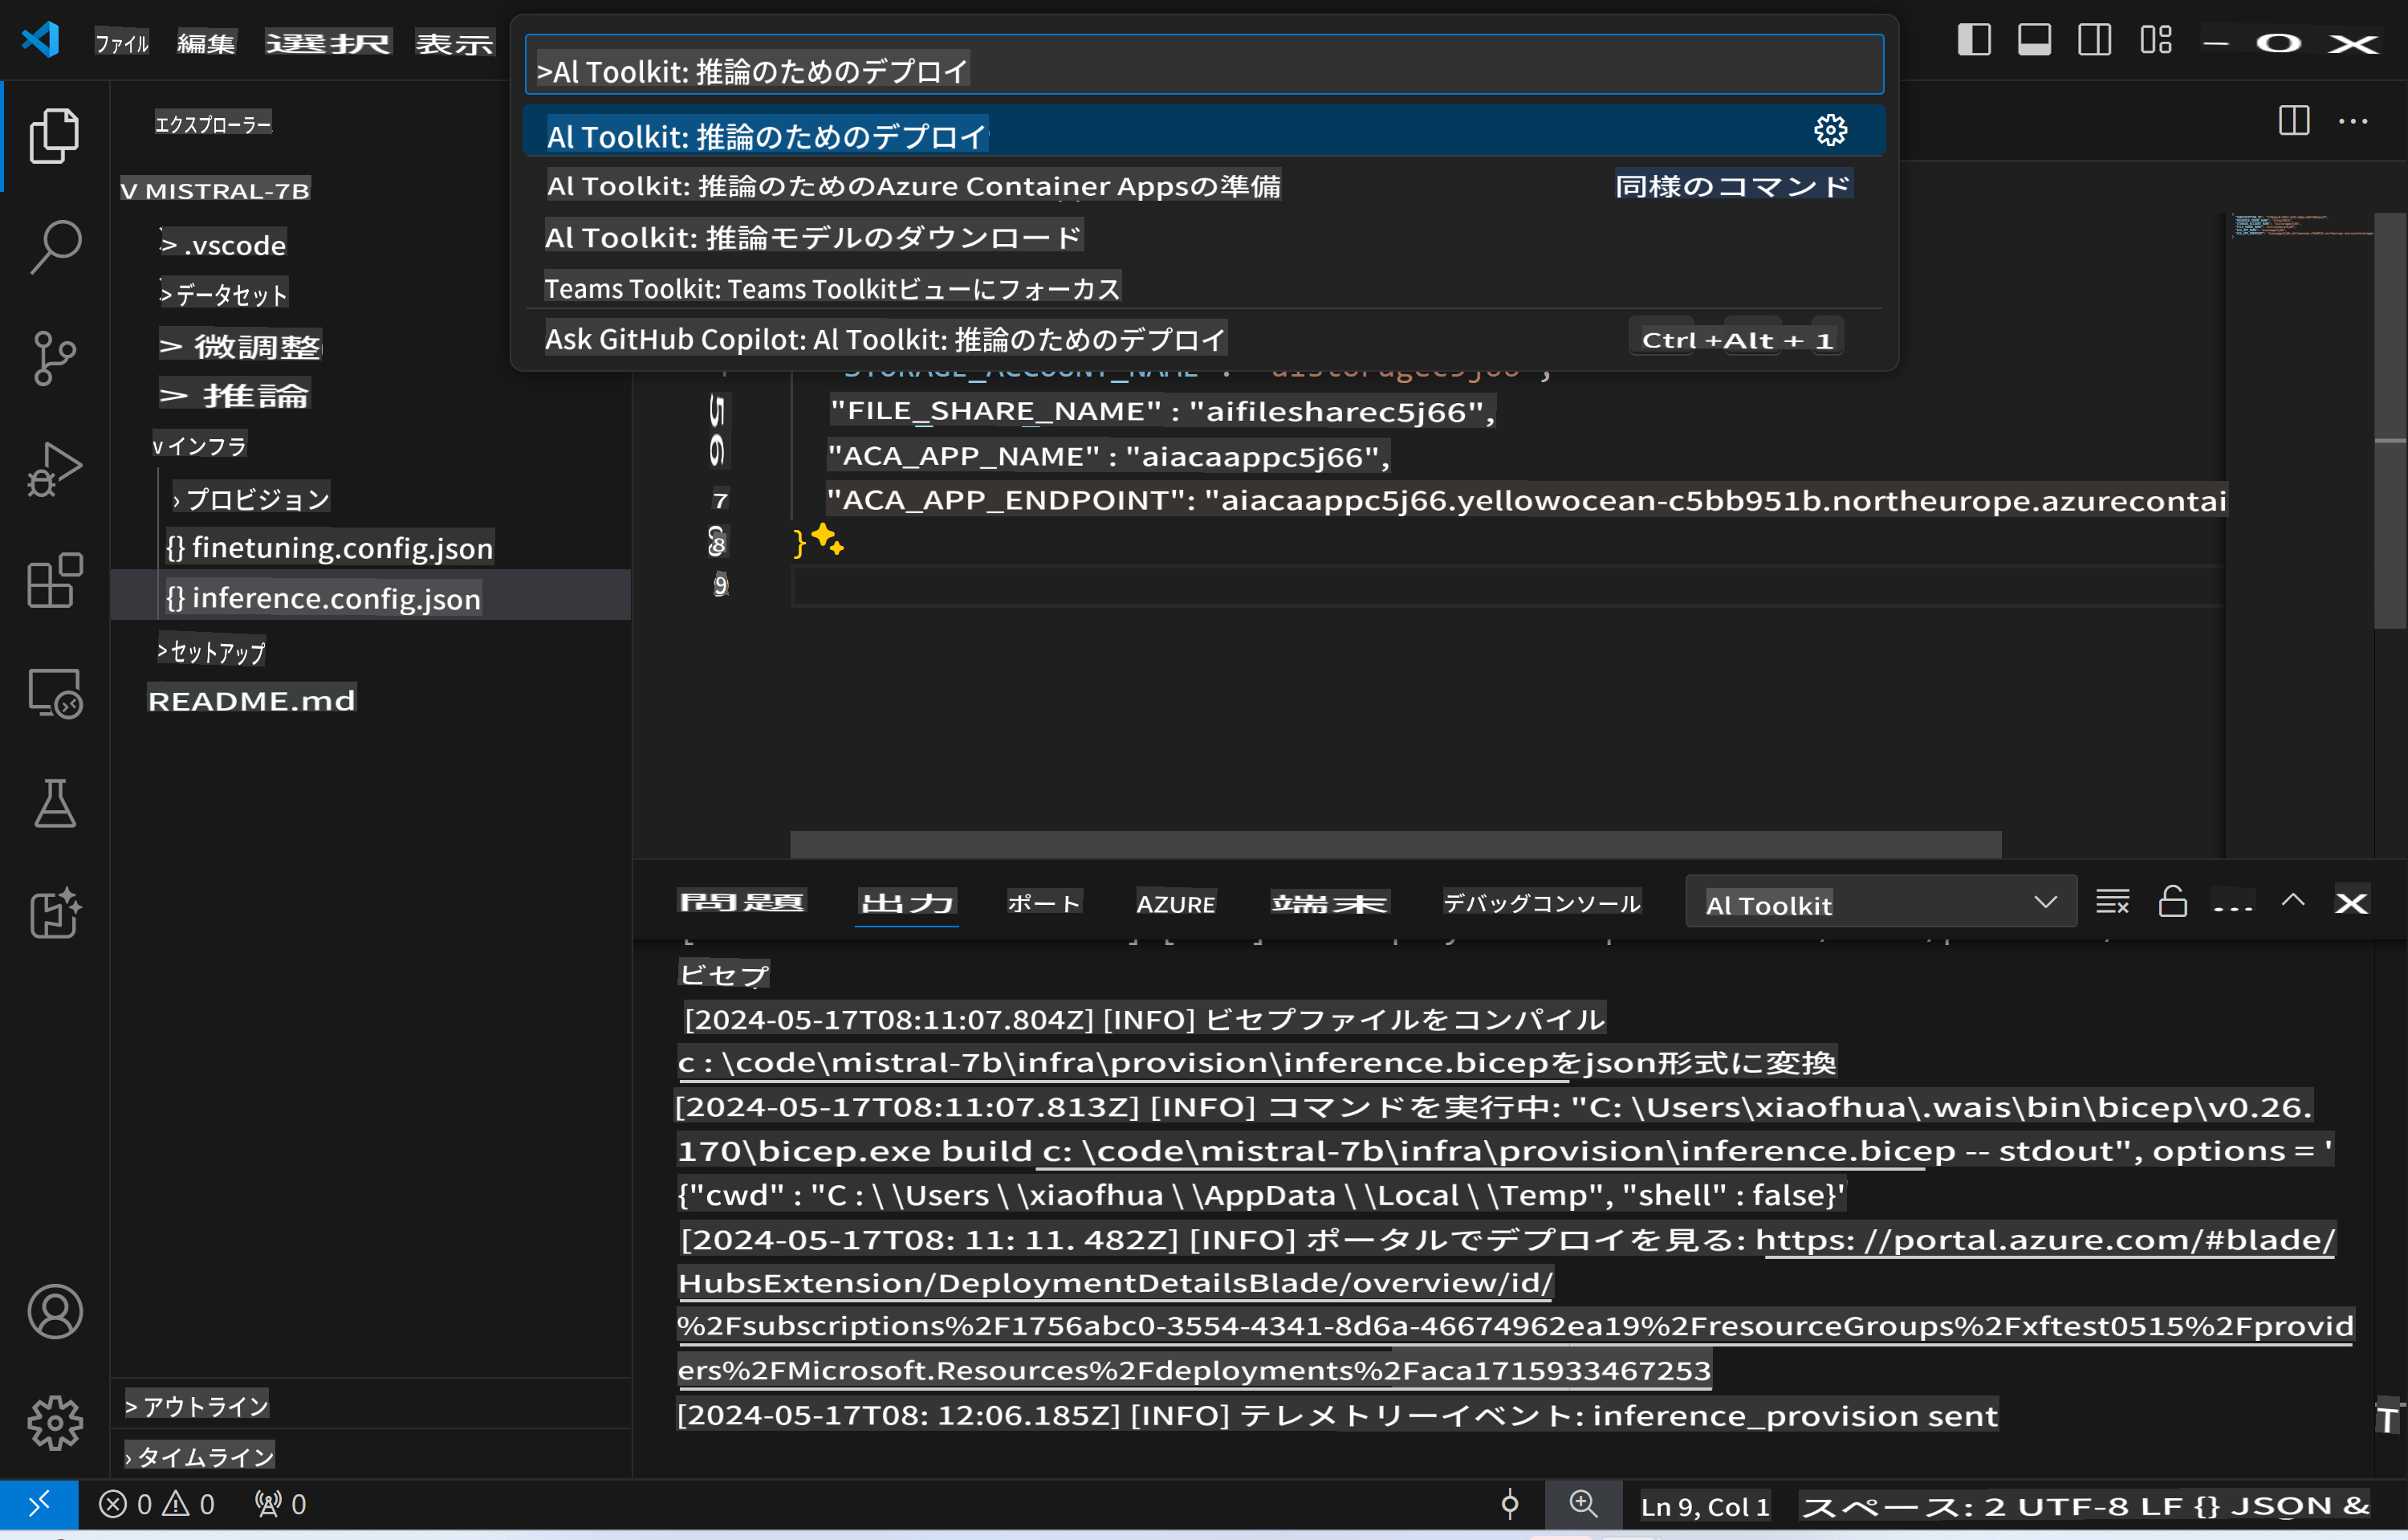 ファイル 編集 選択 表示
>Al Toolkit: 推論のためのデプロイ
Al Toolkit: 推論のためのデプロイ
Al Toolkit: 推論のためのAzure Container Appsの準備 同様のコマンド
Al Toolkit: 推論モデルのダウンロード
Teams Toolkit: Teams Toolkitビューにフォーカス
Ask GitHub Copilot: Al Toolkit: 推論のためのデプロイ Ctrl +Alt + 1
エクスプローラー
V MISTRAL-7B
> .vscode
> データセット
> 微調整
> 推論
v インフラ
› プロビジョン
{} finetuning.config.json
{} inference.config.json
> セットアップ
README.md
> アウトライン
› タイムライン
5 "FILE_SHARE_NAME" : "aifilesharec5j66",
6 "ACA_APP_NAME" : "aiacaappc5j66",
7 "ACA_APP_ENDPOINT": "aiacaappc5j66.yellowocean-c5bb951b.northeurope.azurecontai
8 }
9
問題 出力 ポート AZURE 端末 デバッグコンソール Al Toolkit
ビセプ
[2024-05-17T08:11:07.804Z] [INFO] ビセプファイルをコンパイル
c : \code\mistral-7b\infra\provision\inference.bicepをjson形式に変換
[2024-05-17T08:11:07.813Z] [INFO] コマンドを実行中: "C: \Users\xiaofhua\.wais\bin\bicep\v0.26.
170\bicep.exe build c: \code\mistral-7b\infra\provision\inference.bicep -- stdout", options = '
{"cwd" : "C : \ \Users \ \xiaofhua \ \AppData \ \Local \ \Temp", "shell" : false}'
[2024-05-17T08: 11: 11. 482Z] [INFO] ポータルでデプロイを見る: https: //portal.azure.com/#blade/
HubsExtension/DeploymentDetailsBlade/overview/id/
%2Fsubscriptions%2F1756abc0-3554-4341-8d6a-46674962ea19%2FresourceGroups%2Fxftest0515%2Fprovid
ers%2FMicrosoft.Resources%2Fdeployments%2Faca1715933467253
[2024-05-17T08: 12:06.185Z] [INFO] テレメトリーイベント: inference_provision sent
0 0 0 Ln 9, Col 1 スペース: 2 UTF-8 LF {} JSON &